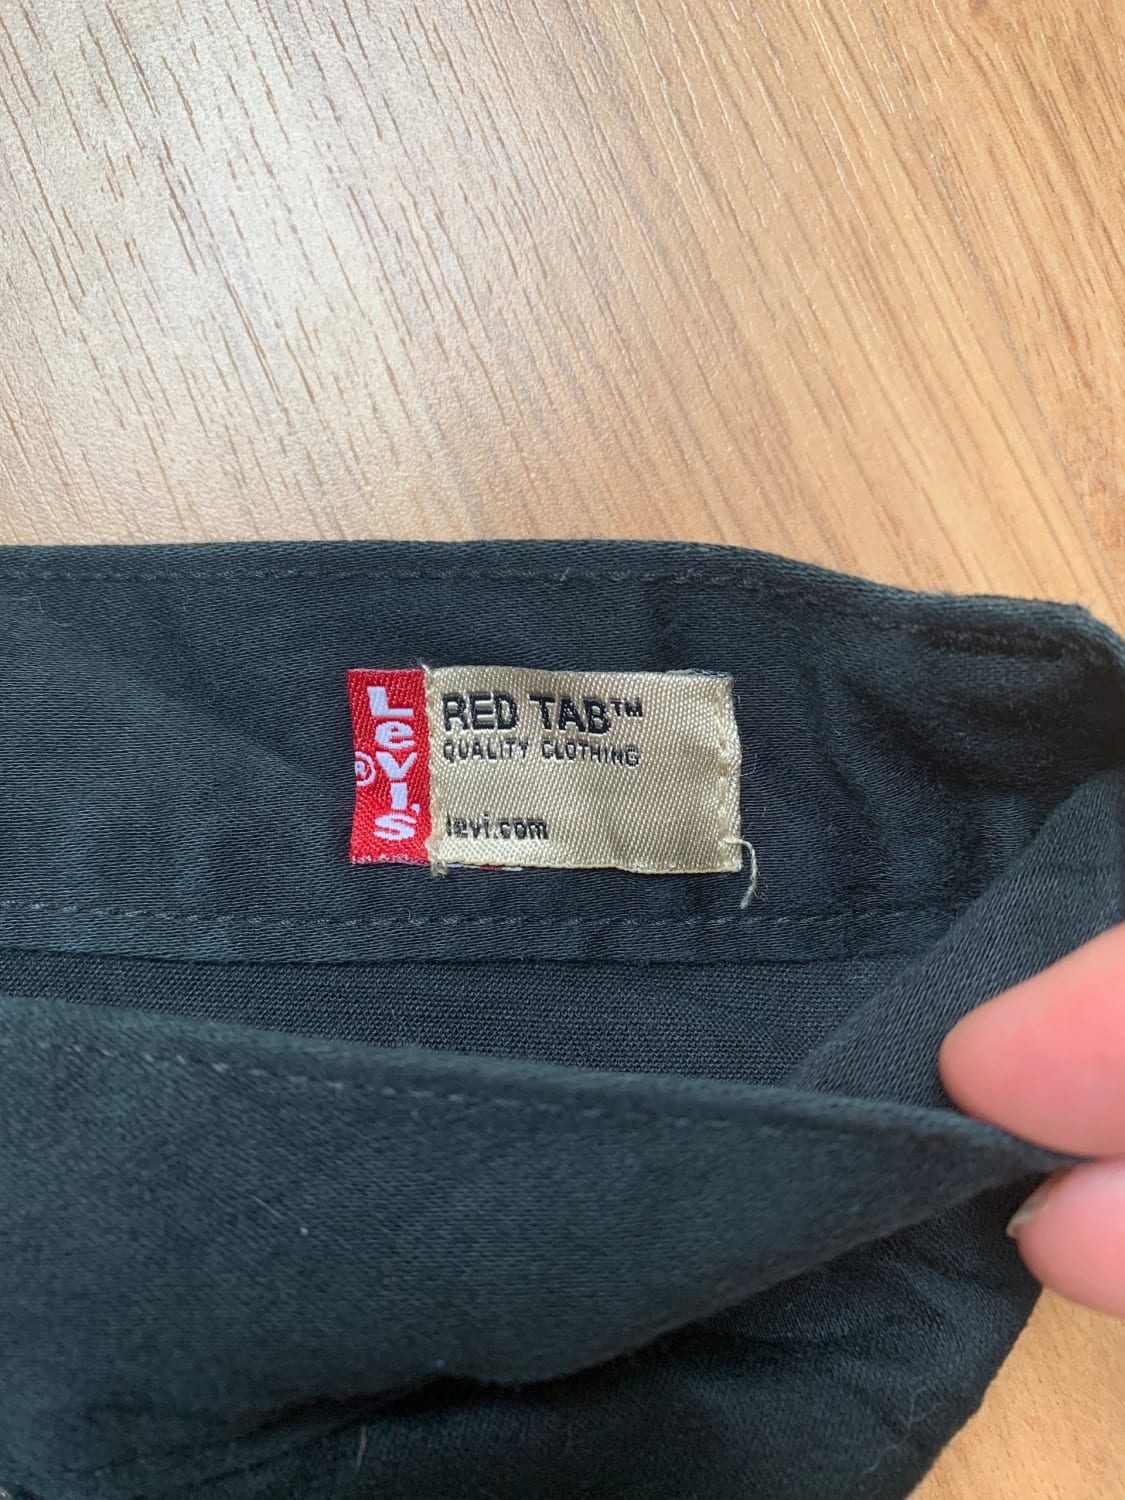 Levi's
®
RED TAB™
QUALITY CLOTHING
levi.com